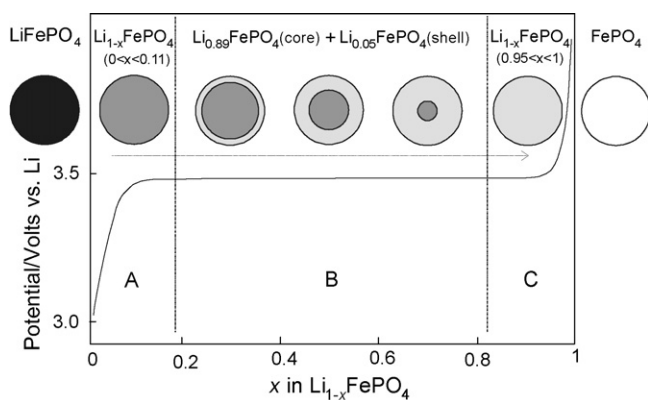 LiFePO4
Li1-xFePO4
(0<x<0.11)
Li0.89FePO4(core) + Li0.05FePO4(shell)
Li1-xFePO4
(0.95<x<1)
FePO4
Potential/Volts vs. Li
3.5
3.0
A
B
C
0
0.2
0.4
0.6
0.8
1
x in Li1-xFePO4